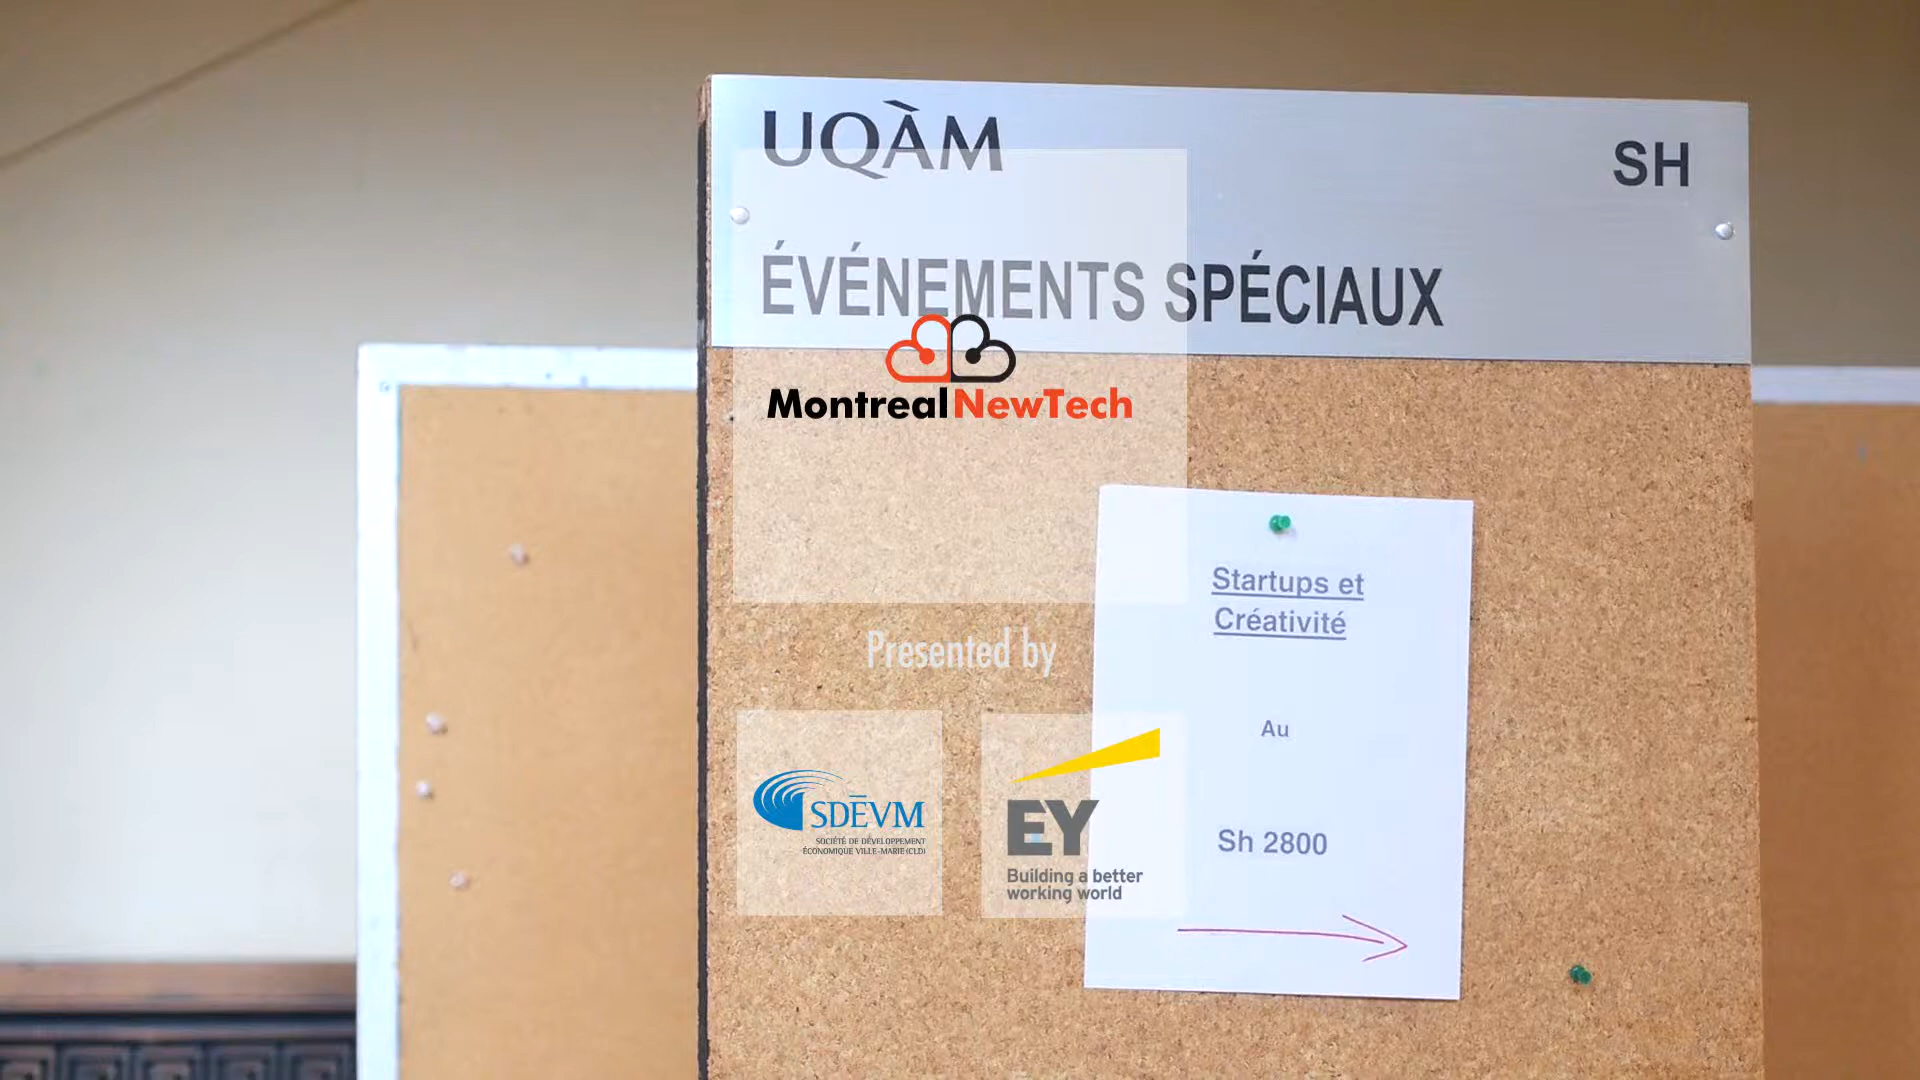 UQÀM
SH
ÉVÉNEMENTS SPÉCIAUX
MontrealNewTech
Startups et
Créativité
Au
Sh 2800
Presented by
SDĒVM
SOCIÉTÉ DE DÉVELOPPEMENT
ÉCONOMIQUE VILLE-MARIE (CLD)
EY
Building a better
working world